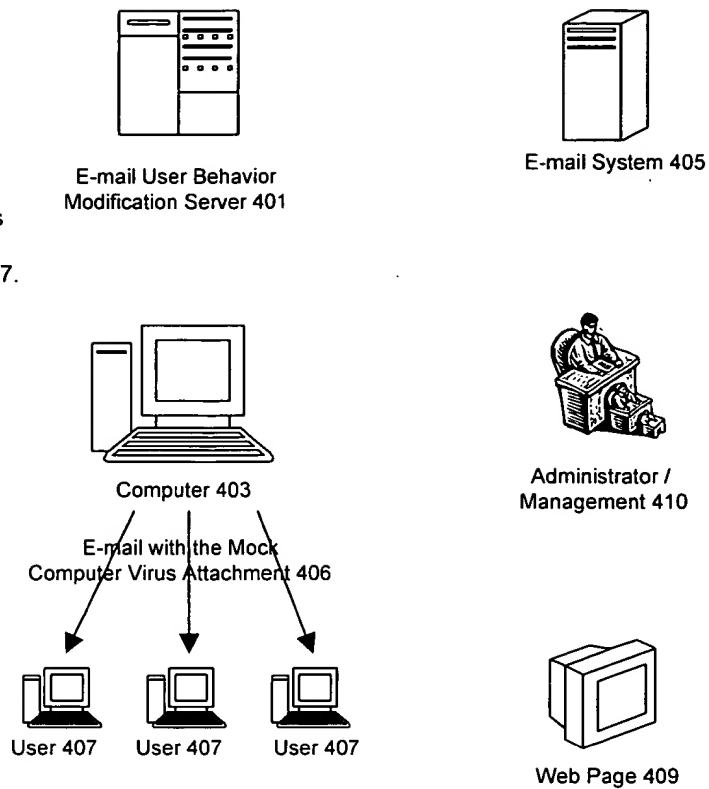 E-mail User Behavior
Modification Server 401
E-mail System 405
s
7.
Computer 403
Administrator /
Management 410
E-mail with the Mock
Computer Virus Attachment 406
User 407
User 407
User 407
Web Page 409